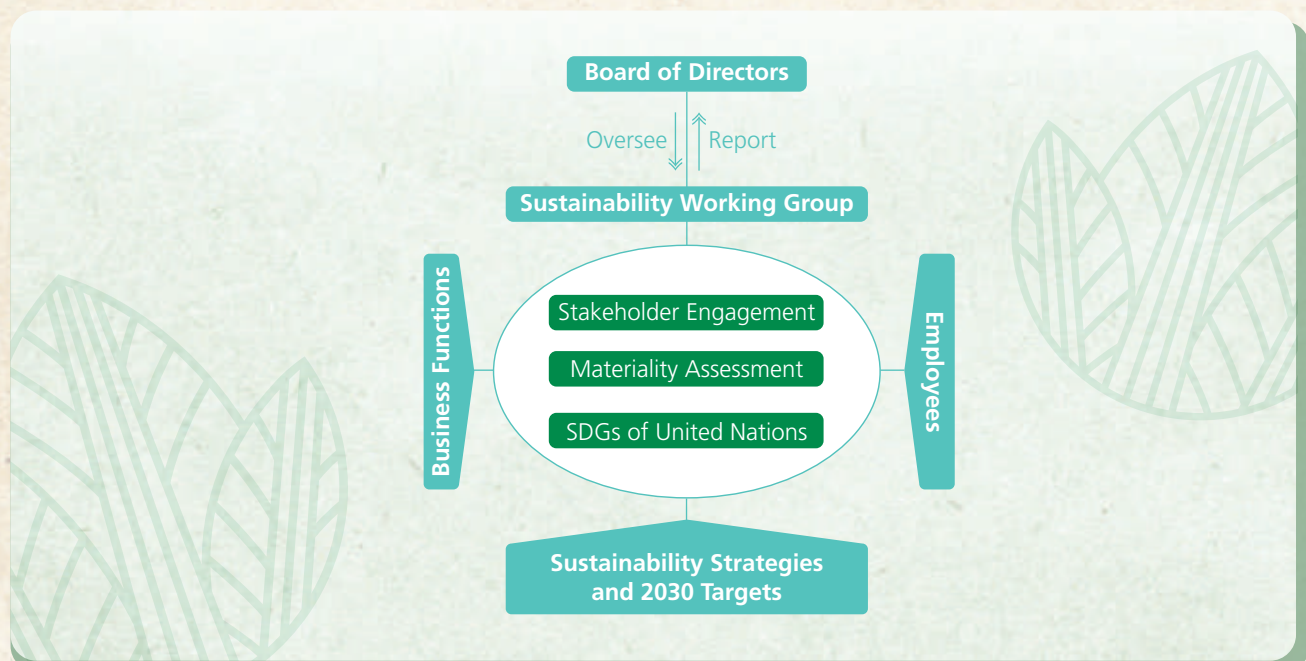 Board of Directors
Oversee
Report
Sustainability Working Group
Business Functions
Stakeholder Engagement
Materiality Assessment
SDGs of United Nations
Employees
Sustainability Strategies
and 2030 Targets